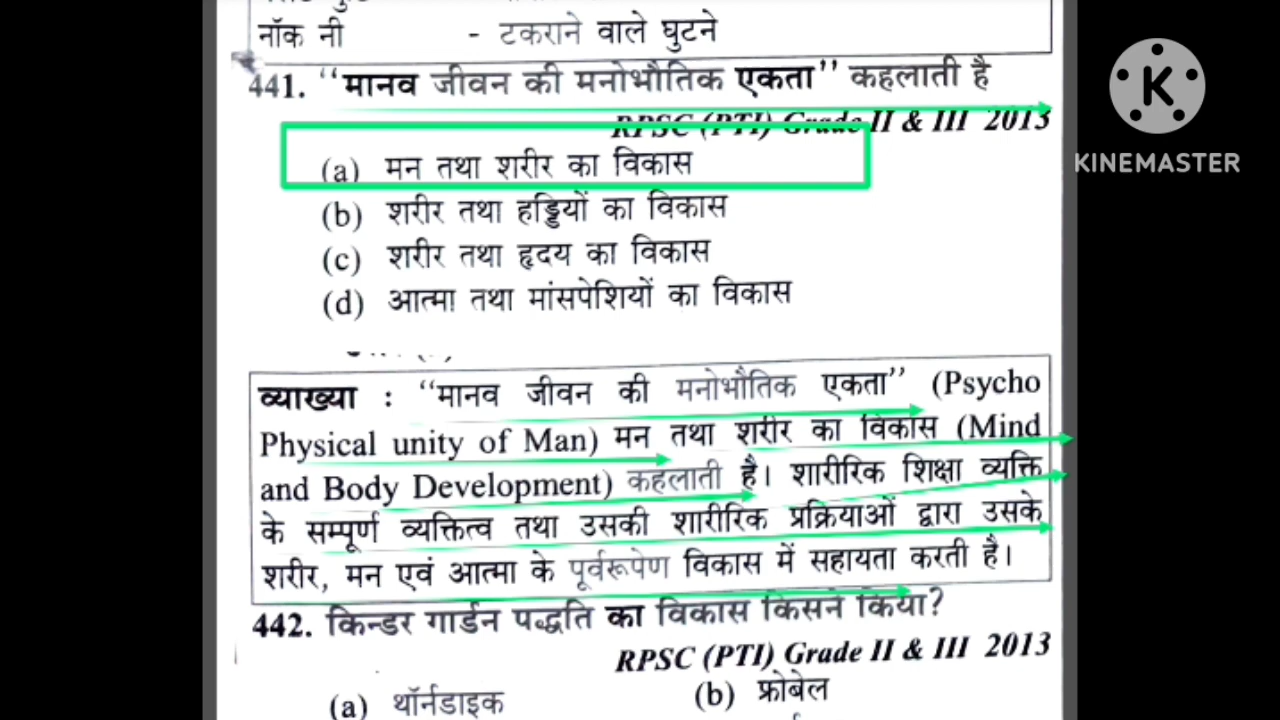 नॉक नी - टकराने वाले घुटने
441. “मानव जीवन की मनोभौतिक एकता” कहलाती है
RPSC (PTI) Grade II & III 2013
(a) मन तथा शरीर का विकास
(b) शरीर तथा हड्डियों का विकास
(c) शरीर तथा हृदय का विकास
(d) आत्मा तथा मांसपेशियों का विकास
व्याख्या : “मानव जीवन की मनोभौतिक एकता” (Psycho
Physical unity of Man) मन तथा शरीर का विकास (Mind
and Body Development) कहलाती है। शारीरिक शिक्षा व्यक्ति
के सम्पूर्ण व्यक्तित्व तथा उसकी शारीरिक प्रक्रियाओं द्वारा उसके
शरीर, मन एवं आत्मा के पूर्वरूपेण विकास में सहायता करती है।
442. किन्डर गार्डन पद्धति का विकास किसने किया?
RPSC (PTI) Grade II & III 2013
(a) थॉर्नडाइक (b) फ्रोबेल
K
KINEMASTER